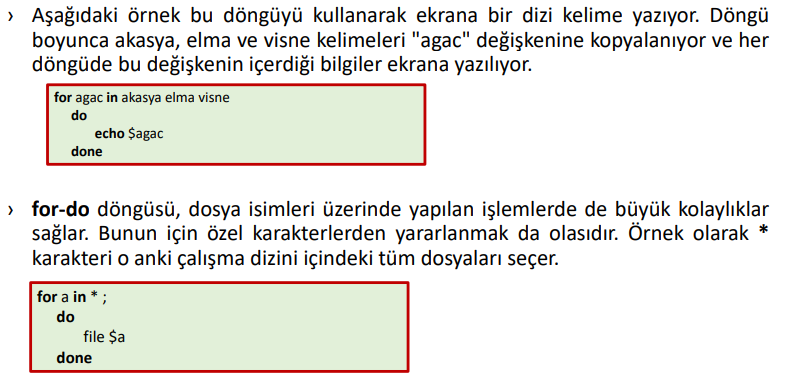 › Aşağıdaki örnek bu döngüyü kullanarak ekrana bir dizi kelime yazıyor. Döngü
boyunca akasya, elma ve visne kelimeleri "agac" değişkenine kopyalanıyor ve her
döngüde bu değişkenin içerdiği bilgiler ekrana yazılıyor.
for agac in akasya elma visne
do
echo $agac
done
› for-do döngüsü, dosya isimleri üzerinde yapılan işlemlerde de büyük kolaylıklar
sağlar. Bunun için özel karakterlerden yararlanmak da olasıdır. Örnek olarak *
karakteri o anki çalışma dizini içindeki tüm dosyaları seçer.
for a in * ;
do
file $a
done